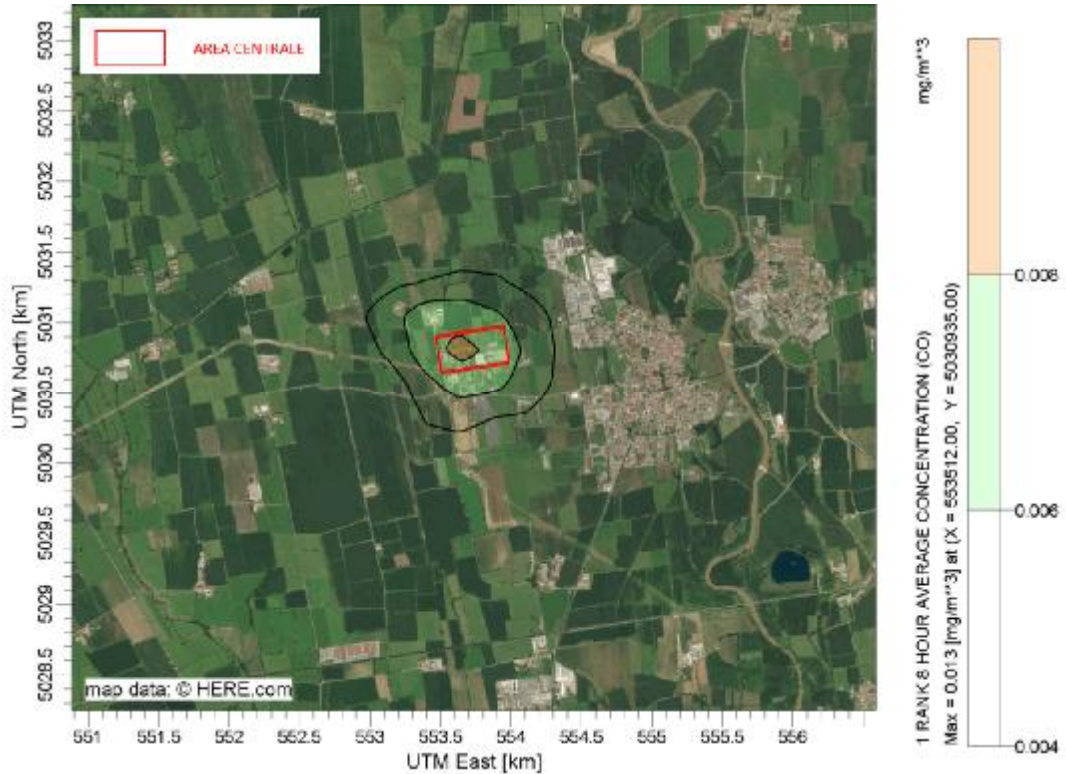 AREA CENTRALE
5033
5032.5
5032
5031.5
5031
5030.5
5030
5029.5
5029
5028.5
UTM North [km]
map data: © HERE.com
551 551.5 552 552.5 553 553.5 554 554.5 555 555.5 556
UTM East [km]
1 RANK 8 HOUR AVERAGE CONCENTRATION (CO) mg/m**3
Max = 0.013 [mg/m**3] at (X = 553512.00, Y = 5030935.00)
0.008
0.006
0.004